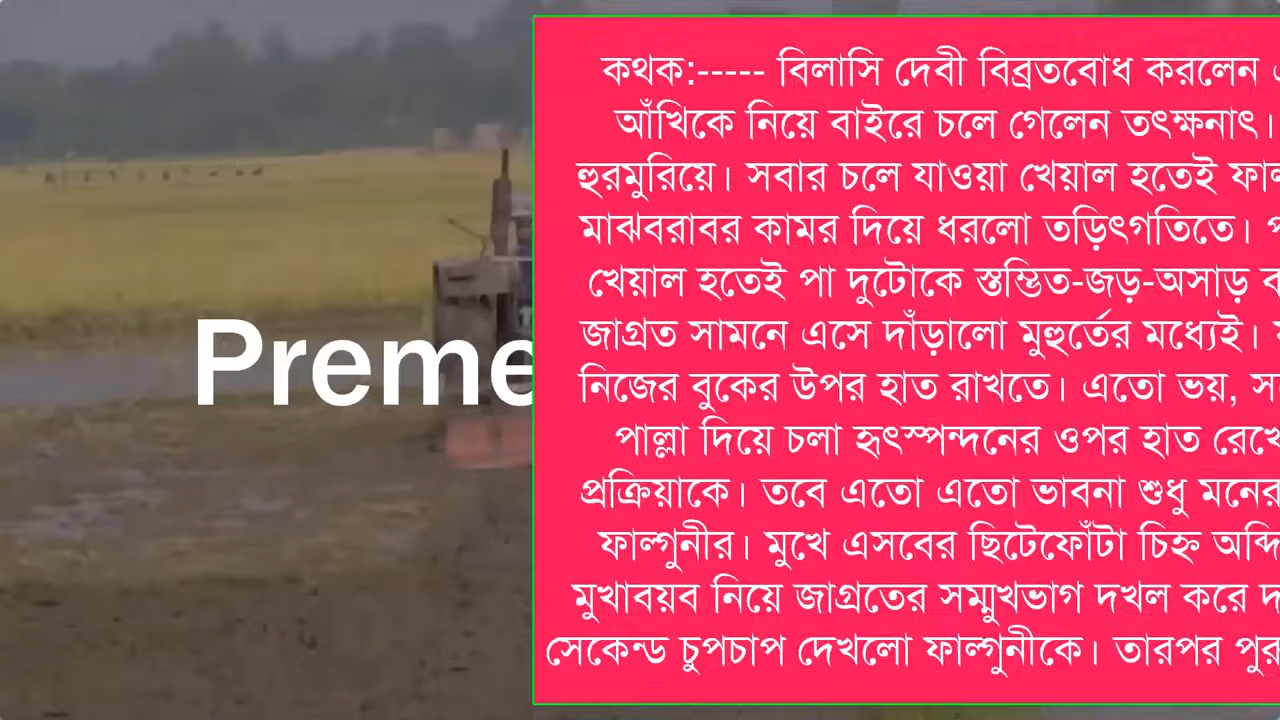 Preme
কথক:----- বিলাসি দেবী বিব্রতবোধ করলেন
আঁখিকে নিয়ে বাইরে চলে গেলেন তৎক্ষনাৎ।
হুরমুরিয়ে। সবার চলে যাওয়া খেয়াল হতেই
মাঝবরাবর কামর দিয়ে ধরলো তড়িৎগতিতে।
খেয়াল হতেই পা দুটোকে স্তম্ভিত-জড়-অসাড়
জাগ্রত সামনে এসে দাঁড়ালো মুহুর্তের মধ্যেই।
নিজের বুকের উপর হাত রাখতে। এতো ভয়,
পাল্লা দিয়ে চলা হৃৎস্পন্দনের ওপর হাত রেখে
প্রক্রিয়াকে। তবে এতো এতো ভাবনা শুধু মনের
ফাল্গুনীর। মুখে এসবের ছিটেফোঁটা চিহ্ন
মুখাবয়ব নিয়ে জাগ্রতের সম্মুখভাগ দখল করে
সেকেন্ড চুপচাপ দেখলো ফাল্গুনীকে। তারপর